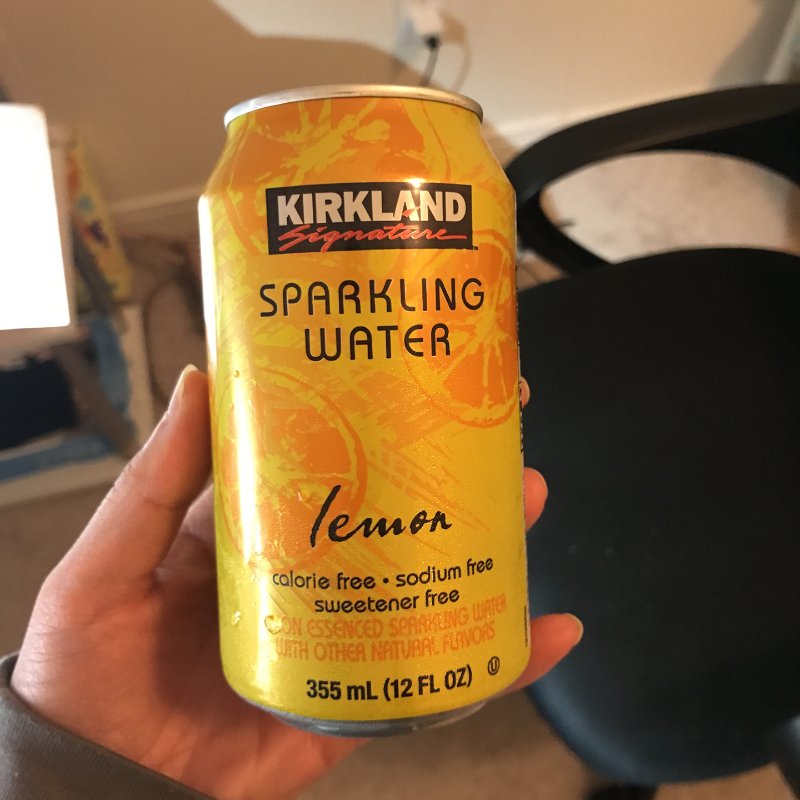 KIRKLAND
Signature
SPARKLING
WATER
lemon
calorie free • sodium free
sweetener free
ON ESSENCED SPARKLING WATER
WITH OTHER NATURAL FLAVORS
355 mL (12 FL OZ) U